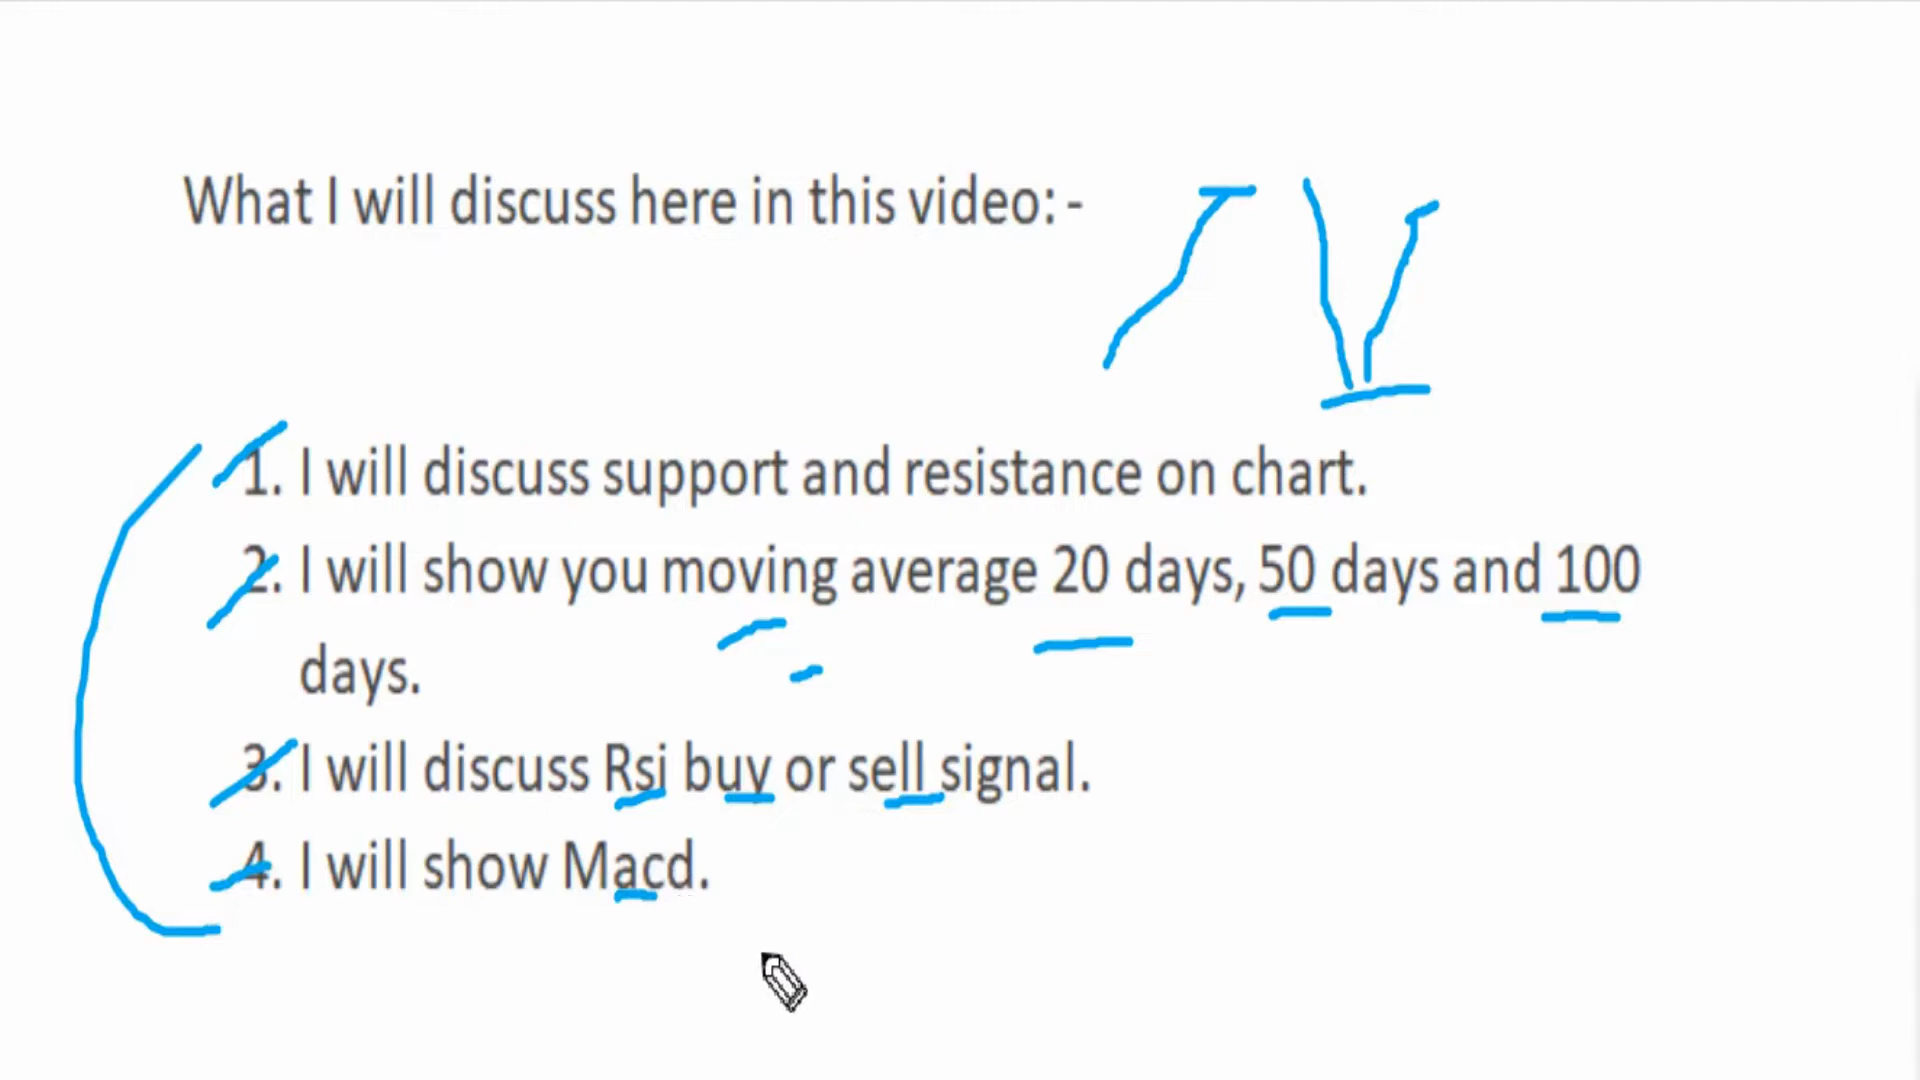 What I will discuss here in this video: -
1. I will discuss support and resistance on chart.
2. I will show you moving average 20 days, 50 days and 100
days.
3. I will discuss Rsi buy or sell signal.
4. I will show Macd.